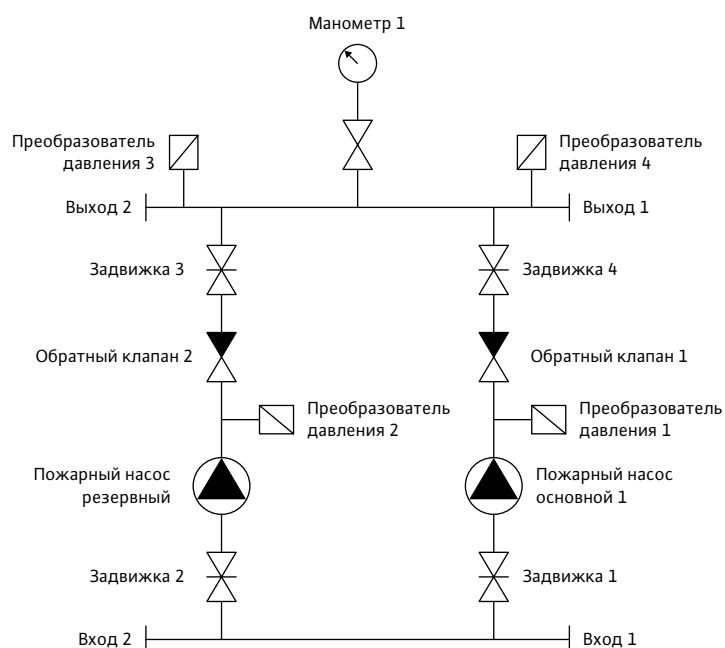 Манометр 1
Преобразователь
давления 3
Преобразователь
давления 4
Выход 2
Выход 1
Задвижка 3
Задвижка 4
Обратный клапан 2
Обратный клапан 1
Преобразователь
давления 2
Преобразователь
давления 1
Пожарный насос
резервный
Пожарный насос
основной 1
Задвижка 2
Задвижка 1
Вход 2
Вход 1